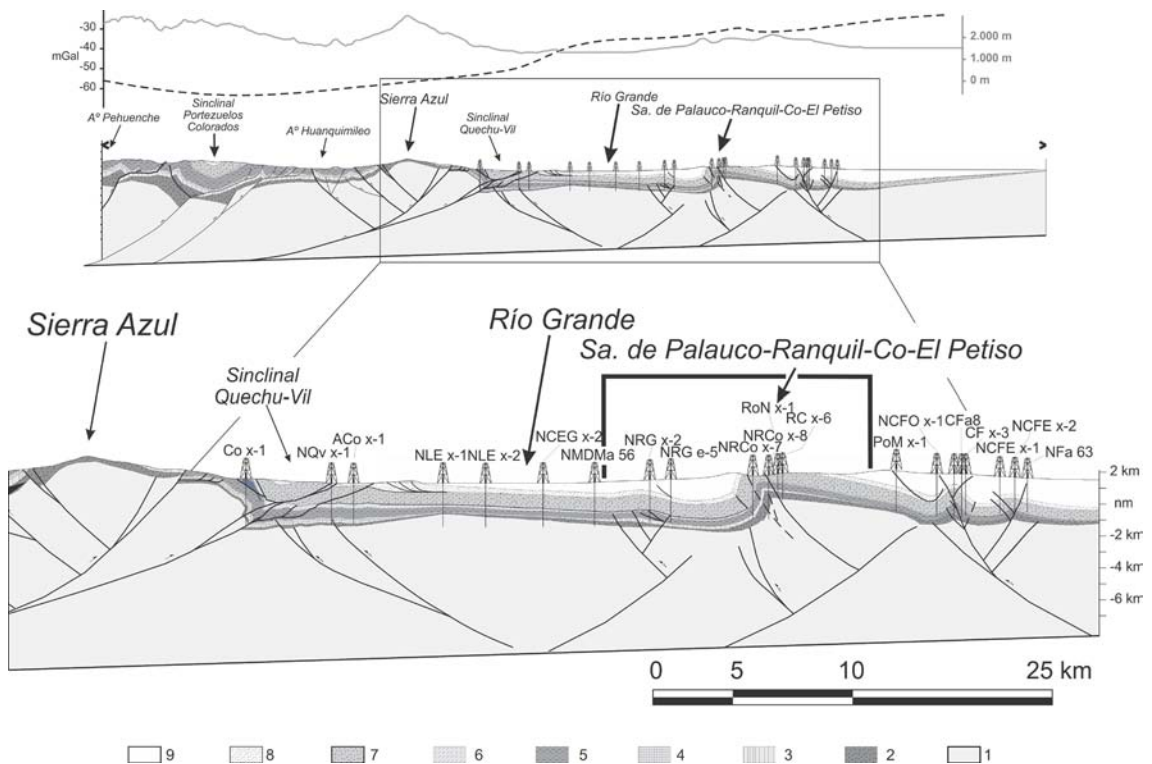 -30
-40
mGal
-50
-60
2.000 m
1.000 m
0 m
Aº Pehuenche
Sinclinal
Portezuelos
Colorados
Aº Huanquimileo
Sierra Azul
Sinclinal
Quechu-Vil
Río Grande
Sa. de Palauco-Ranquil-Co-El Petiso
Sierra Azul
Sinclinal
Quechu-Vil
Río Grande
Sa. de Palauco-Ranquil-Co-El Petiso
Co x-1
NQv x-1
ACo x-1
NLE x-1
NLE x-2
NCEG x-2
NMDMa 56
NRG x-2
NRG e-5
NRCo x-7
NRCo x-8
RoN x-1
RC x-6
PoM x-1
NCFO x-1
CFa8
CF x-3
NCFE x-1
NCFE x-2
NFa 63
2 km
nm
-2 km
-4 km
-6 km
0 5 10 25 km
9 8 7 6 5 4 3 2 1